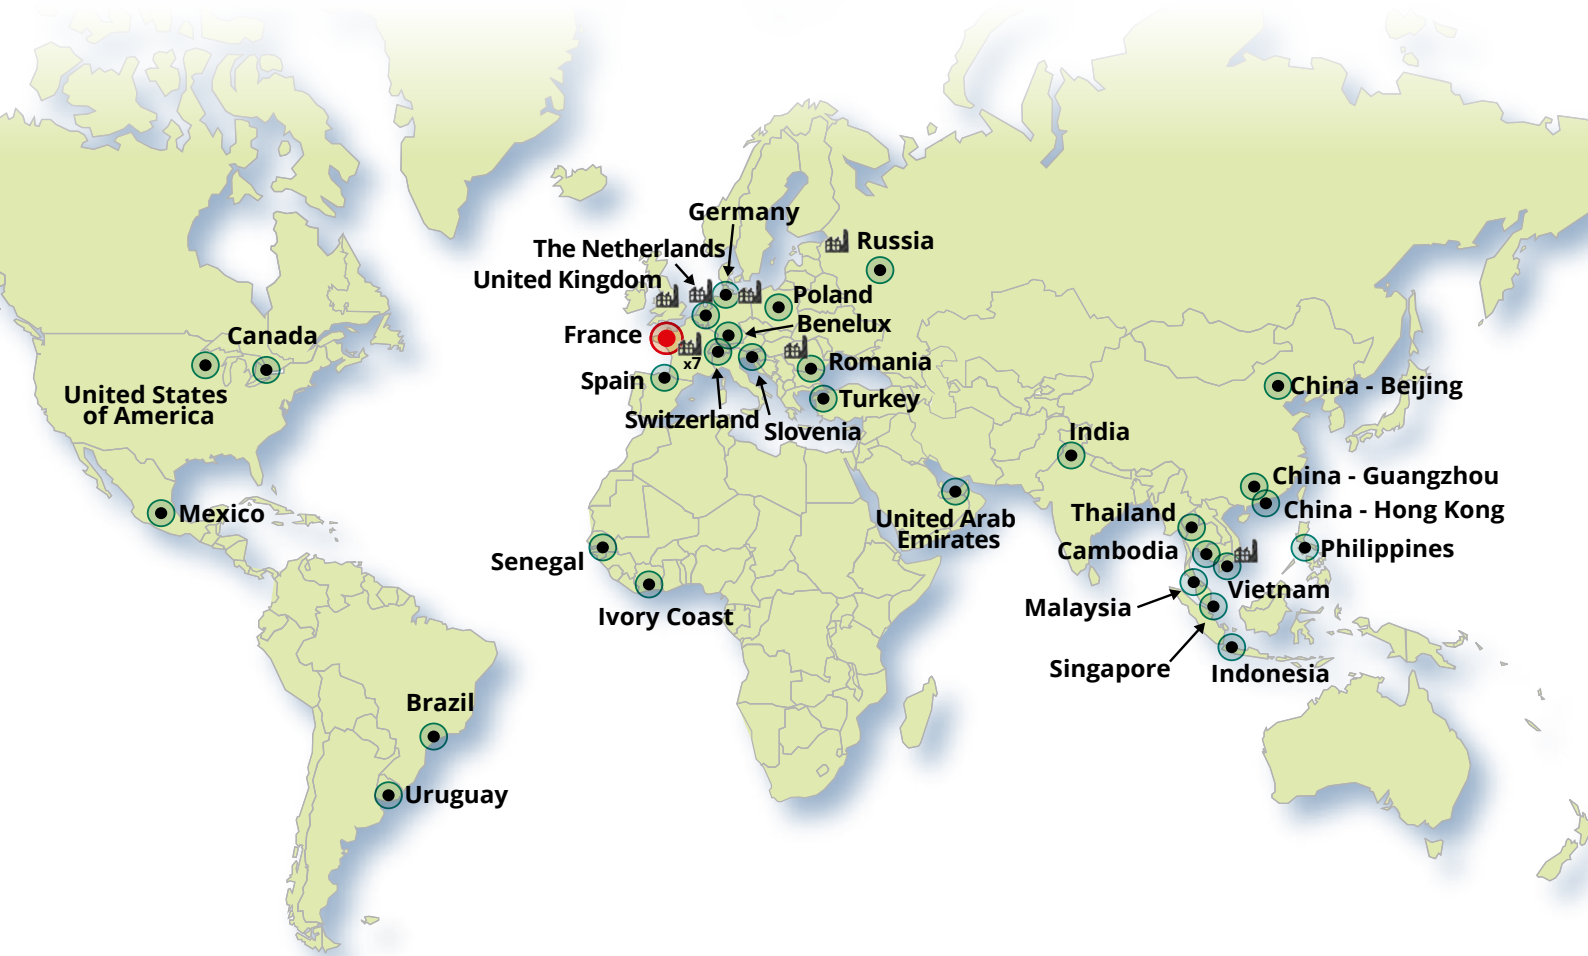 Germany
The Netherlands
Russia
United Kingdom
Poland
Benelux
France
Canada
x7
Romania
Spain
China - Beijing
United States
of America
Turkey
Switzerland
Slovenia
India
China - Guangzhou
China - Hong Kong
Mexico
Thailand
United Arab
Emirates
Cambodia
Philippines
Senegal
Vietnam
Malaysia
Ivory Coast
Singapore
Indonesia
Brazil
Uruguay